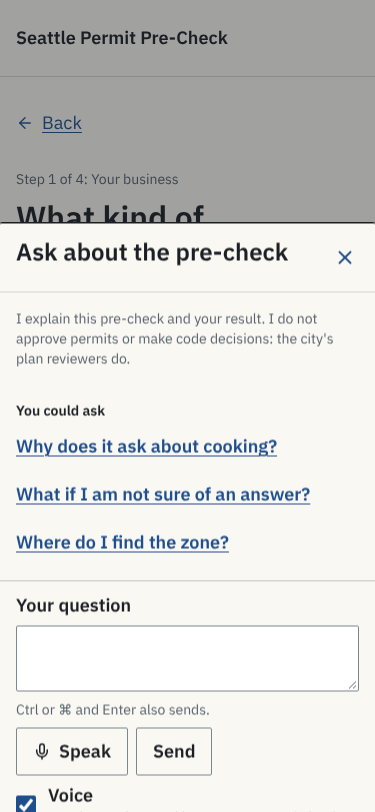 Seattle Permit Pre-Check
Back
Step 1 of 4: Your business
What kind of
Ask about the pre-check
I explain this pre-check and your result. I do not
approve permits or make code decisions: the city's
plan reviewers do.
You could ask
Why does it ask about cooking?
What if I am not sure of an answer?
Where do I find the zone?
Your question
Ctrl or ⌘ and Enter also sends.
Speak
Send
Voice